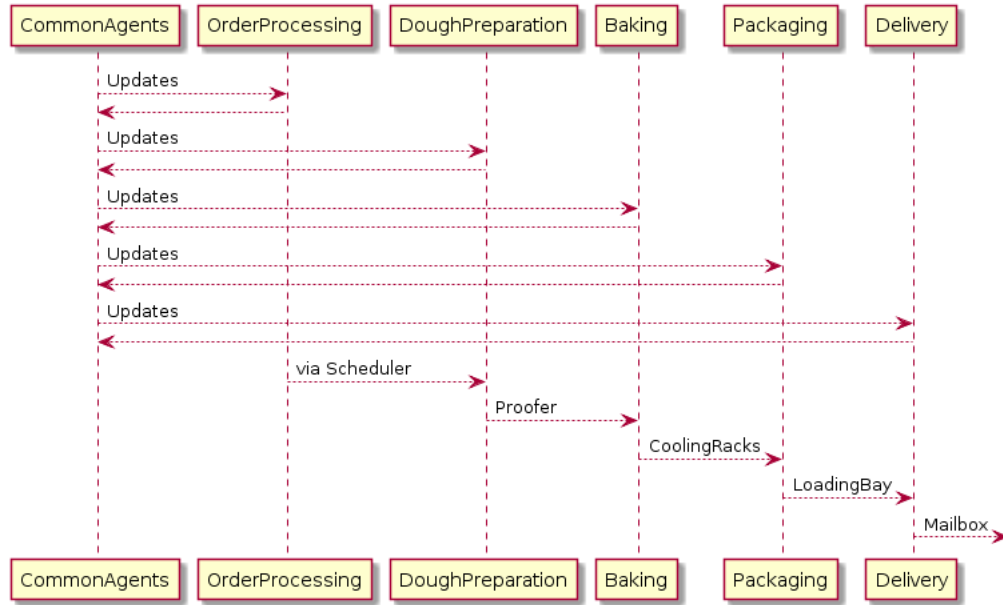 CommonAgents OrderProcessing DoughPreparation Baking Packaging Delivery
Updates
Updates
Updates
Updates
Updates
via Scheduler
Proofer
CoolingRacks
LoadingBay
Mailbox
CommonAgents OrderProcessing DoughPreparation Baking Packaging Delivery